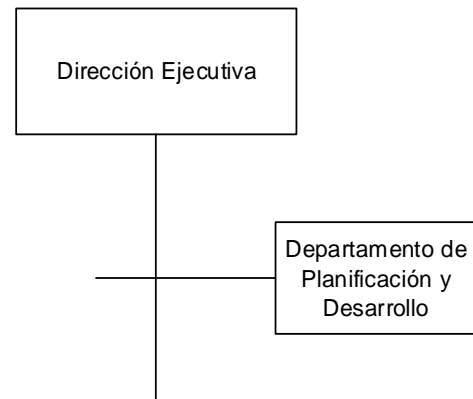 Dirección Ejecutiva
Departamento de
Planificación y
Desarrollo